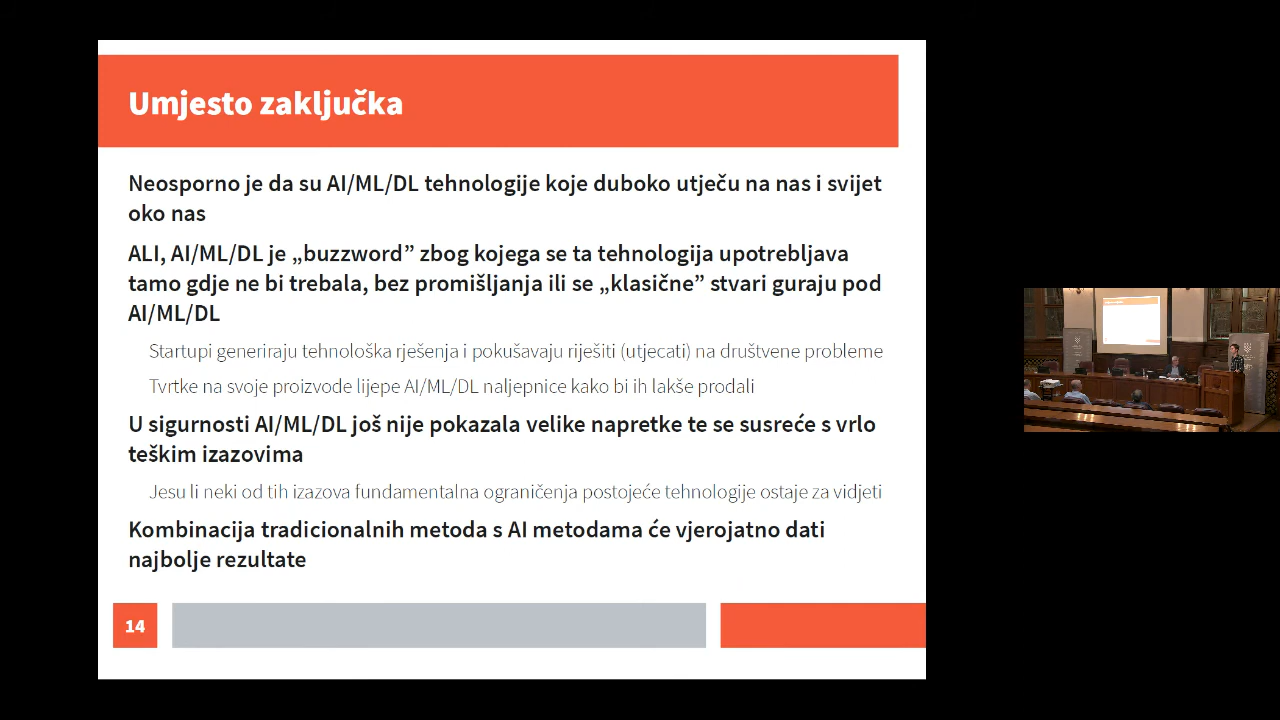 Umjesto zaključka
Neosporno je da su AI/ML/DL tehnologije koje duboko utječu na nas i svijet
oko nas
ALI, AI/ML/DL je „buzzword” zbog kojega se ta tehnologija upotrebljava
tamo gdje ne bi trebala, bez promišljanja ili se „klasične” stvari guraju pod
AI/ML/DL
Startupi generiraju tehnološka rješenja i pokušavaju riješiti (utjecati) na društvene probleme
Tvrtke na svoje proizvode lijepe AI/ML/DL naljepnice kako bi ih lakše prodali
U sigurnosti AI/ML/DL još nije pokazala velike napretke te se susreće s vrlo
teškim izazovima
Jesu li neki od tih izazova fundamentalna ograničenja postojeće tehnologije ostaje za vidjeti
Kombinacija tradicionalnih metoda s AI metodama će vjerojatno dati
najbolje rezultate
14